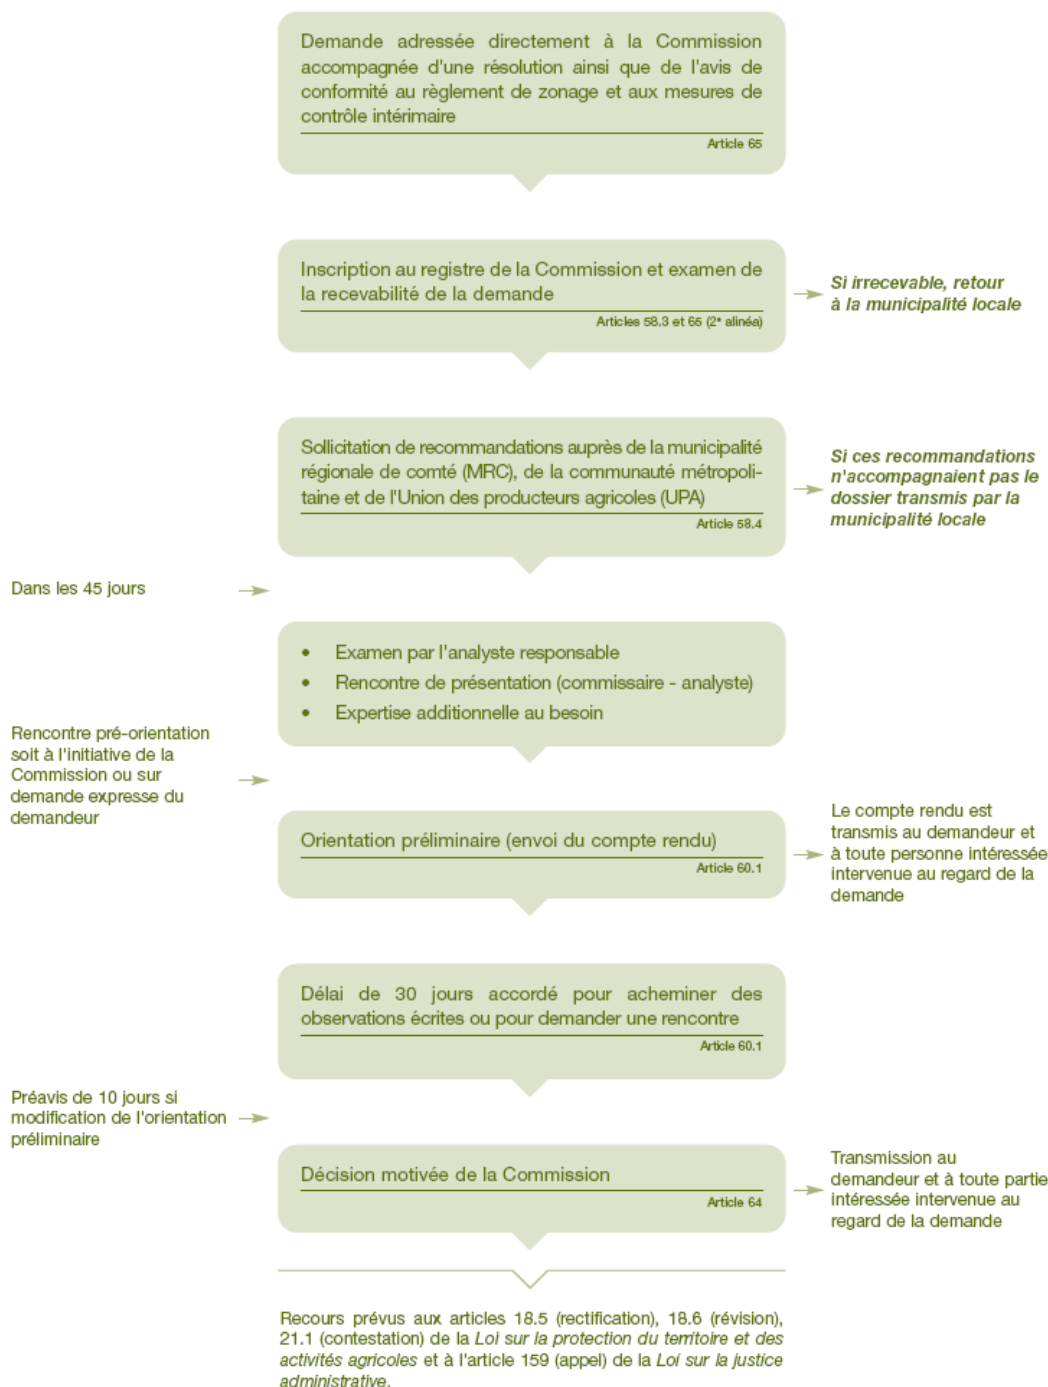 Demande adressée directement à la Commission
accompagnée d'une résolution ainsi que de l'avis de
conformité au règlement de zonage et aux mesures de
contrôle intérimaire
Article 65
Inscription au registre de la Commission et examen de
la recevabilité de la demande
Articles 58.3 et 65 (2e alinéa)
Si irrecevable, retour
à la municipalité locale
Sollicitation de recommandations auprès de la municipalité
régionale de comté (MRC), de la communauté métropoli-
taine et de l'Union des producteurs agricoles (UPA)
Article 58.4
Si ces recommandations
n'accompagnaient pas le
dossier transmis par la
municipalité locale
Dans les 45 jours
• Examen par l'analyste responsable
• Rencontre de présentation (commissaire - analyste)
• Expertise additionnelle au besoin
Rencontre pré-orientation
soit à l'initiative de la
Commission ou sur
demande expresse du
demandeur
Orientation préliminaire (envoi du compte rendu)
Article 60.1
Le compte rendu est
transmis au demandeur et
à toute personne intéressée
intervenue au regard de la
demande
Délai de 30 jours accordé pour acheminer des
observations écrites ou pour demander une rencontre
Article 60.1
Préavis de 10 jours si
modification de l'orientation
préliminaire
Décision motivée de la Commission
Article 64
Transmission au
demandeur et à toute partie
intéressée intervenue au
regard de la demande
Recours prévus aux articles 18.5 (rectification), 18.6 (révision),
21.1 (contestation) de la Loi sur la protection du territoire et des
activités agricoles et à l'article 159 (appel) de la Loi sur la justice
administrative.